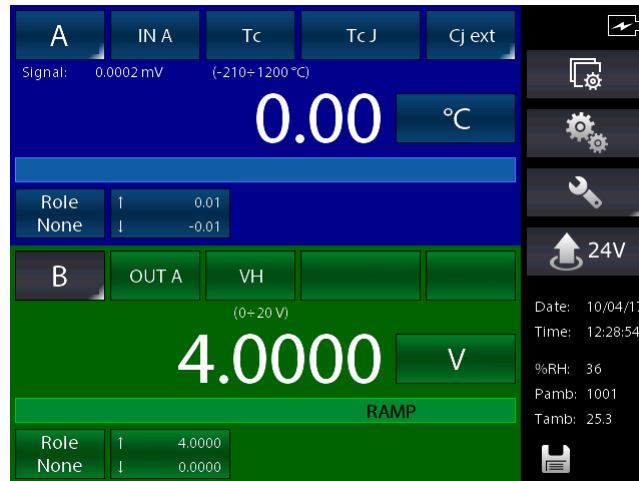 A IN A Tc Tc J Cj ext
Signal: 0.0002 mV (-210÷1200 °C)
0.00 °C
Role
None
↑ 0.01
↓ -0.01
B OUT A VH
(0÷20 V)
4.0000 V
RAMP
Role
None
↑ 4.0000
↓ 0.0000
24V
Date: 10/04/17
Time: 12:28:54
%RH: 36
Pamb: 1001
Tamb: 25.3